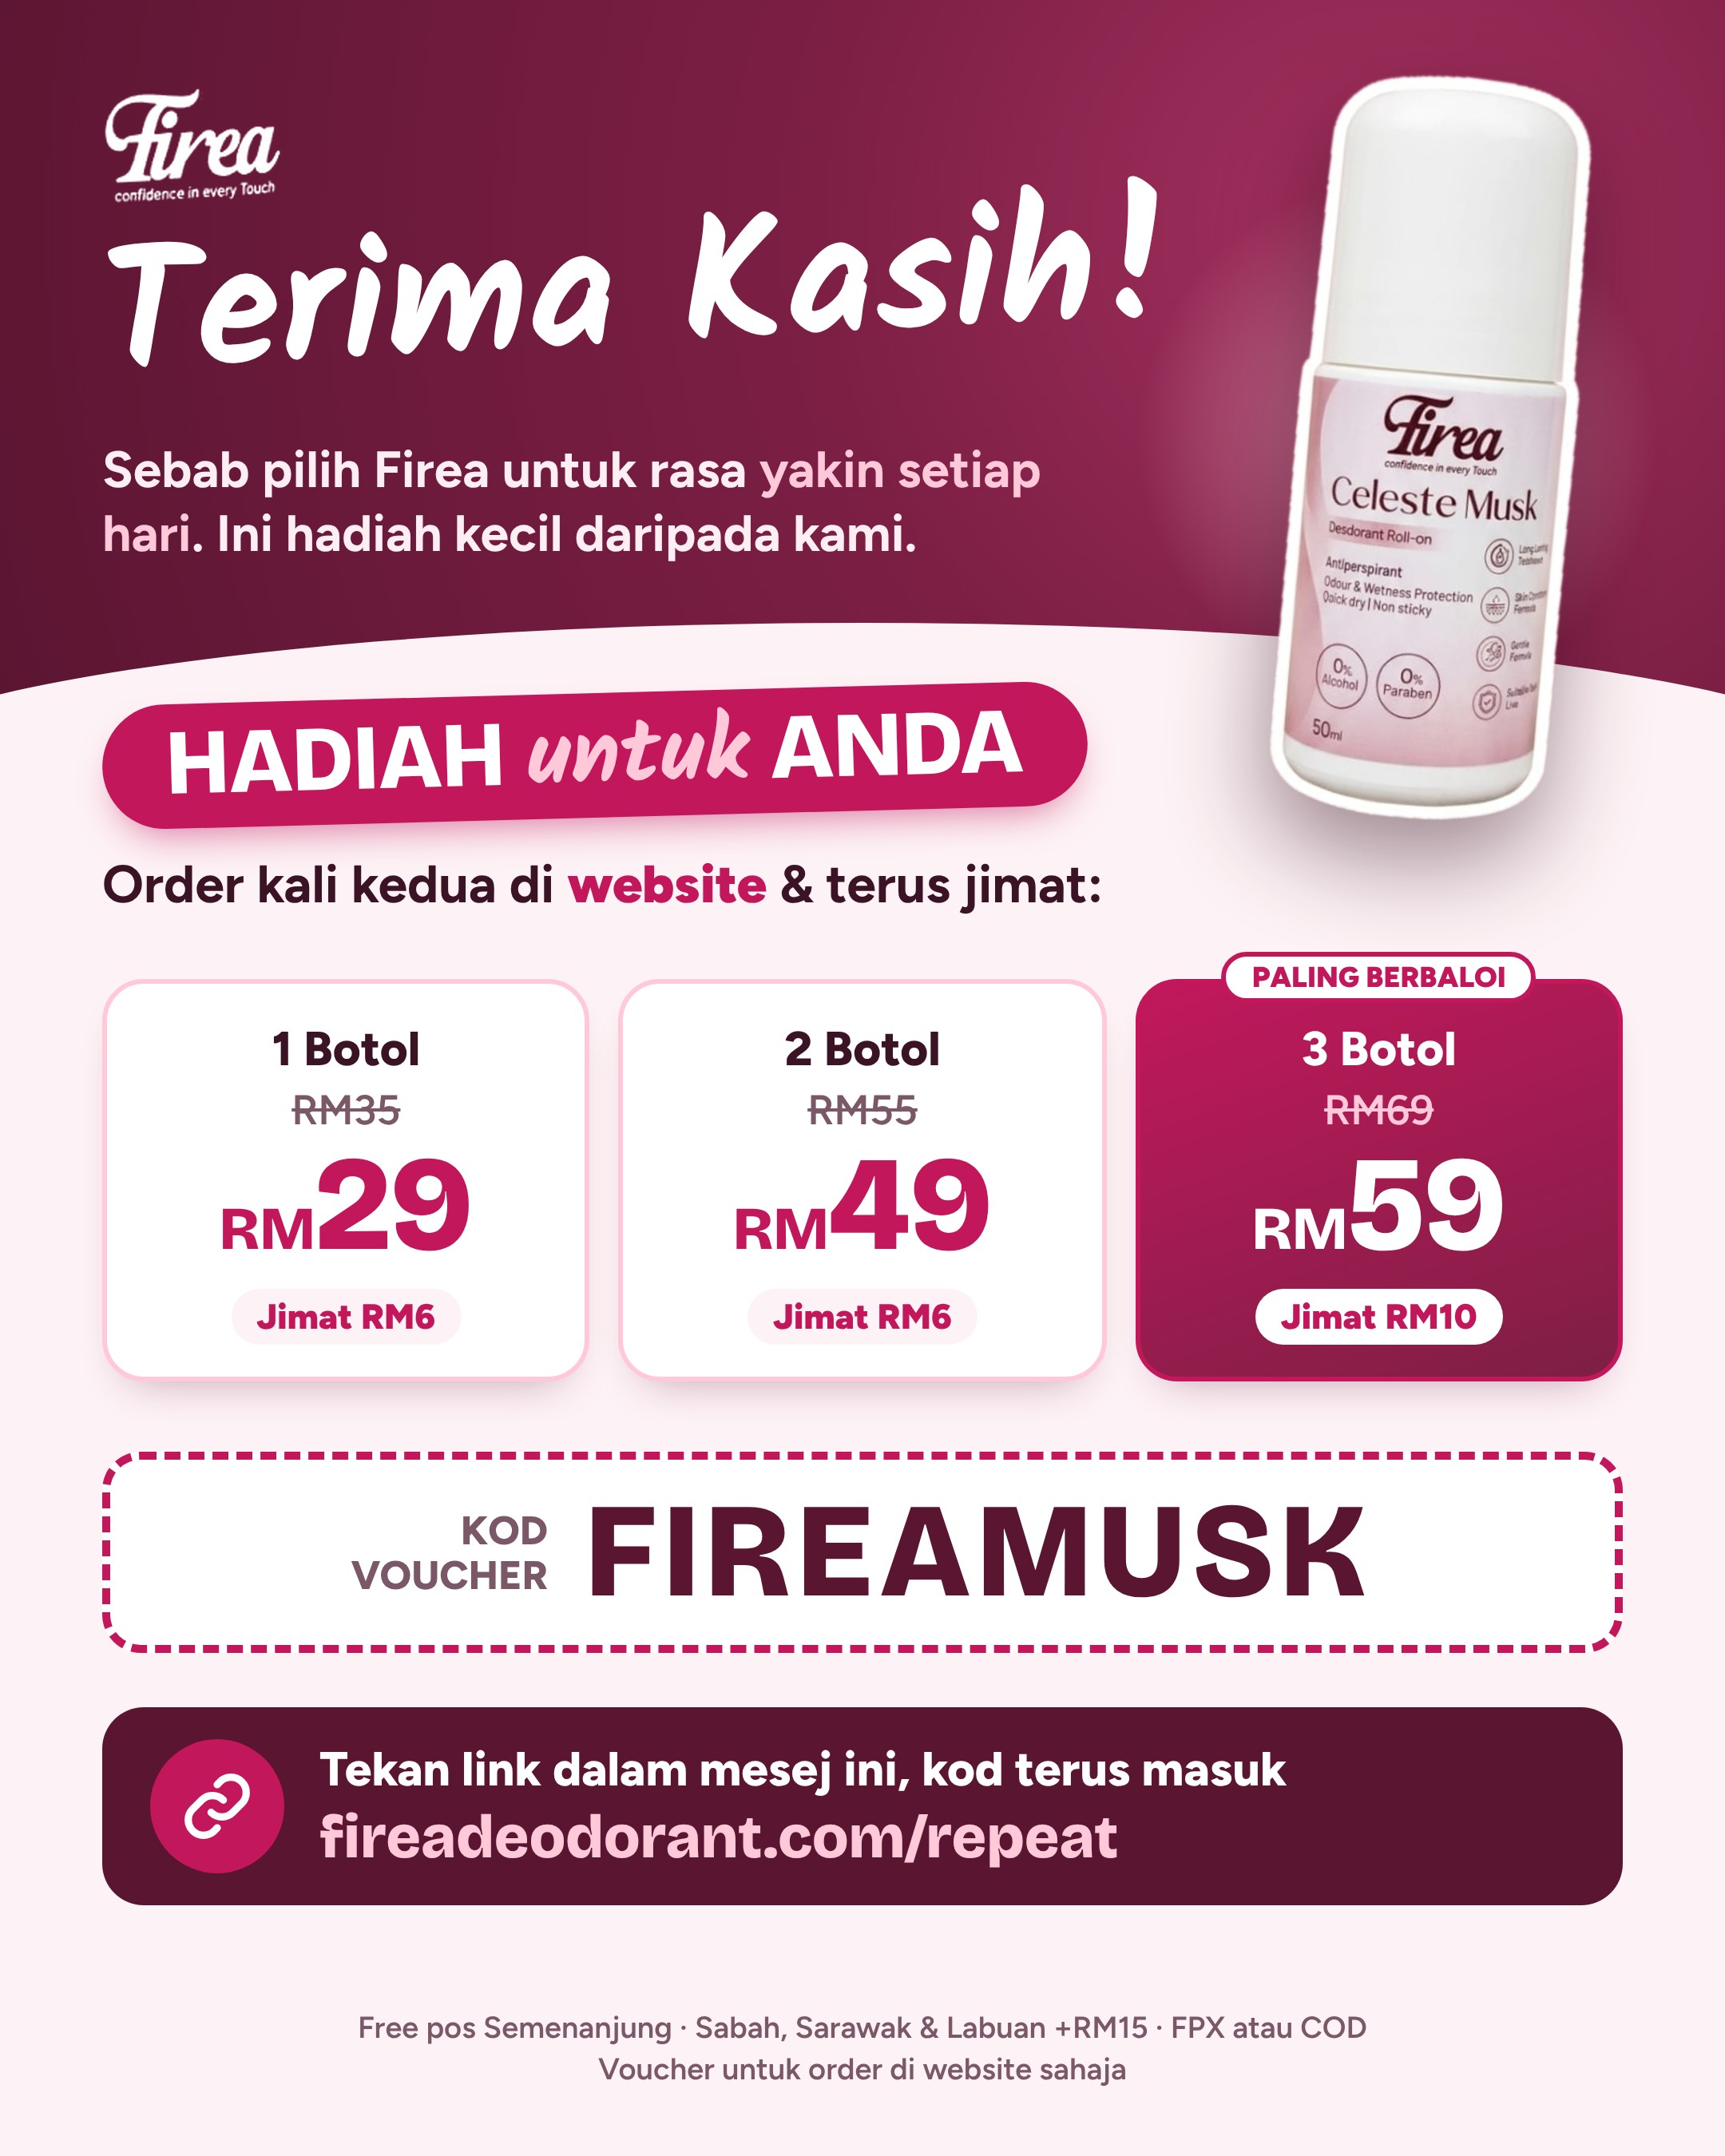 Firea
confidence in every Touch
Terima Kasih!
Sebab pilih Firea untuk rasa yakin setiap
hari. Ini hadiah kecil daripada kami.
Firea
confidence in every Touch
Celeste Musk
Desdorant Roll-on
Antiperspirant
Odour & Wetness Protection
Quick dry | Non sticky
0%
Alcohol
0%
Paraben
50ml
HADIAH untuk ANDA
Order kali kedua di website & terus jimat:
1 Botol
RM35
RM29
Jimat RM6
2 Botol
RM55
RM49
Jimat RM6
PALING BERBALOI
3 Botol
RM69
RM59
Jimat RM10
KOD
VOUCHER
FIREAMUSK
Tekan link dalam mesej ini, kod terus masuk
fireadeodorant.com/repeat
Free pos Semenanjung · Sabah, Sarawak & Labuan +RM15 · FPX atau COD
Voucher untuk order di website sahaja